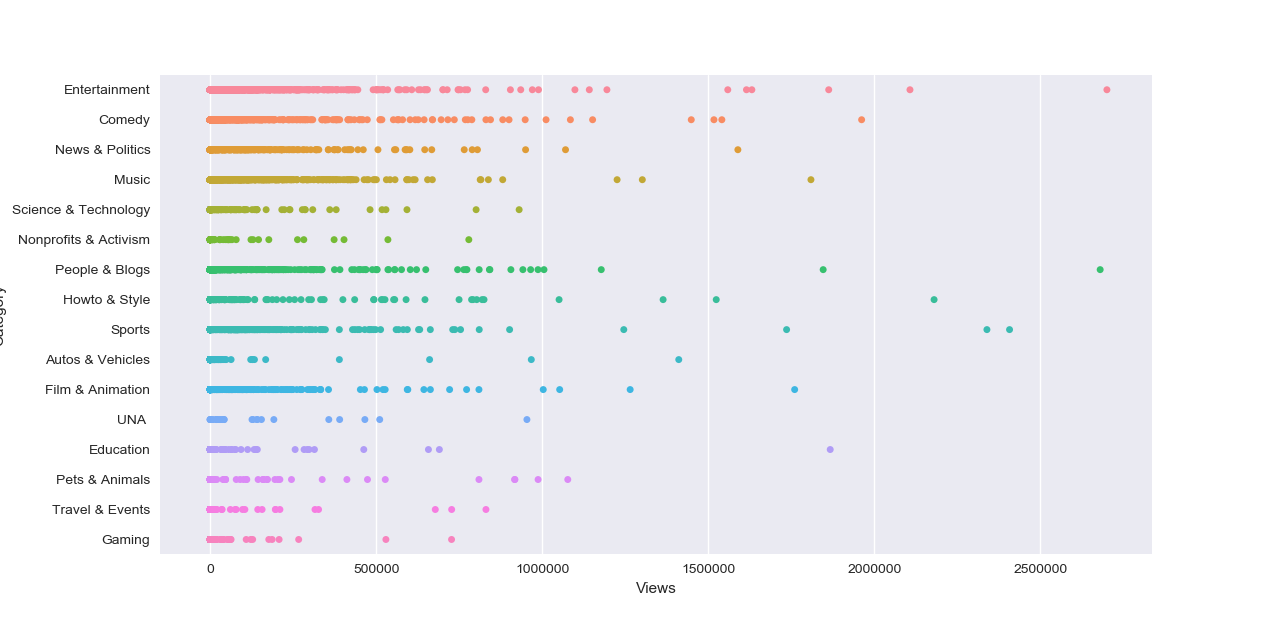 Entertainment
Comedy
News & Politics
Music
Science & Technology
Nonprofits & Activism
People & Blogs
Howto & Style
Sports
Autos & Vehicles
Film & Animation
UNA
Education
Pets & Animals
Travel & Events
Gaming
Category
0 500000 1000000 1500000 2000000 2500000
Views